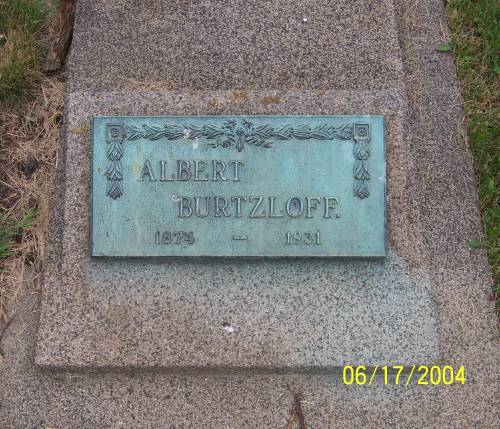 ALBERT
BURTZLOFF.
1874 - 1931
06/17/2004